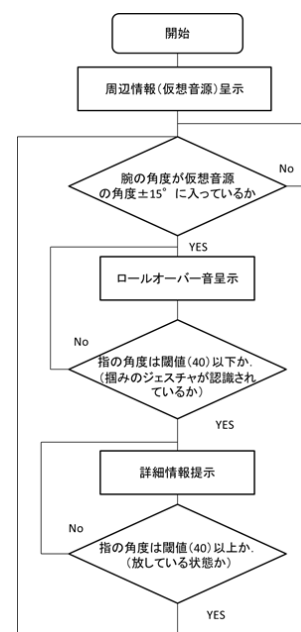 開始
周辺情報(仮想音源)呈示
腕の角度が仮想音源
の角度±15°に入っているか
No
YES
ロールオーバー音呈示
No
指の角度は閾値(40)以下か.
(掴みのジェスチャが認識され
ているか)
YES
詳細情報提示
No
指の角度は閾値(40)以上か.
(放している状態か)
YES